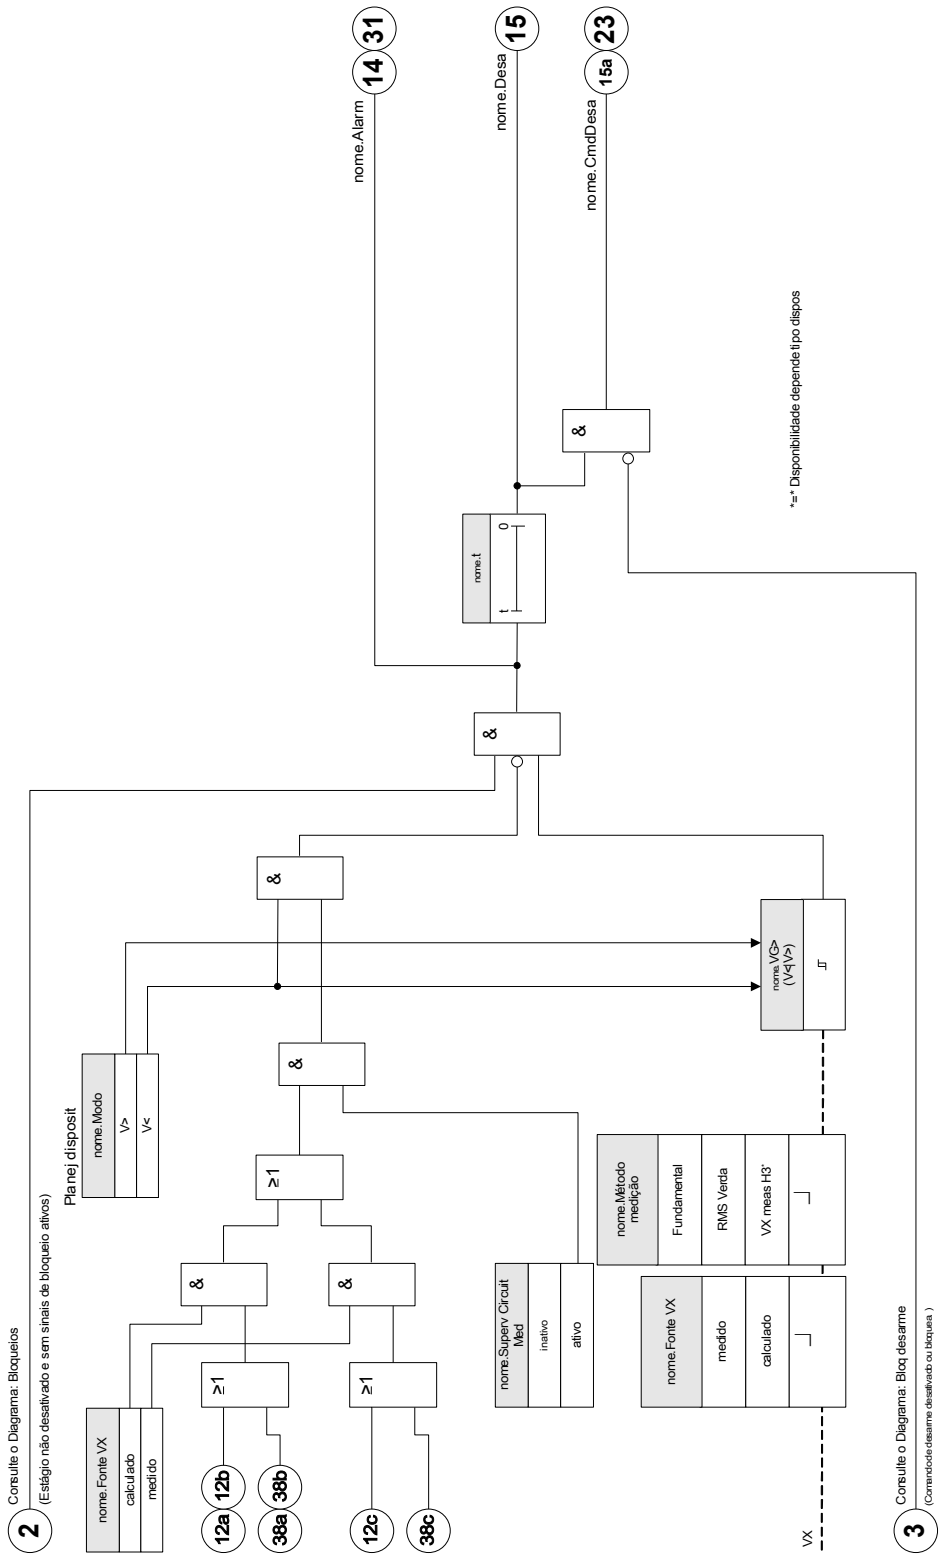 2
Consulte o Diagrama: Bloqueios
(Estágio não desativado e sem sinais de bloqueio ativos)
nome.Fonte VX
calculado
medido
12a
12b
38a
38b
12c
38c
≥1
≥1
&
&
≥1
Planej disposit
nome.Modo
V>
V<
&
&
nome.Superv Circuit
Med
inativo
ativo
VX
nome.Fonte VX
medido
calculado
nome.Método
medição
Fundamental
RMS Verda
VX meas H3*
nome.VG>
(V<|V>)
&
nome.t
t
0
&
nome.Alarm
14
31
nome.Desa
15
nome.CmdDesa
15a
23
*=* Disponibilidade depende tipo dispos
3
Consulte o Diagrama: Bloq desarme
(Comando de desarme desativado ou bloquea.)